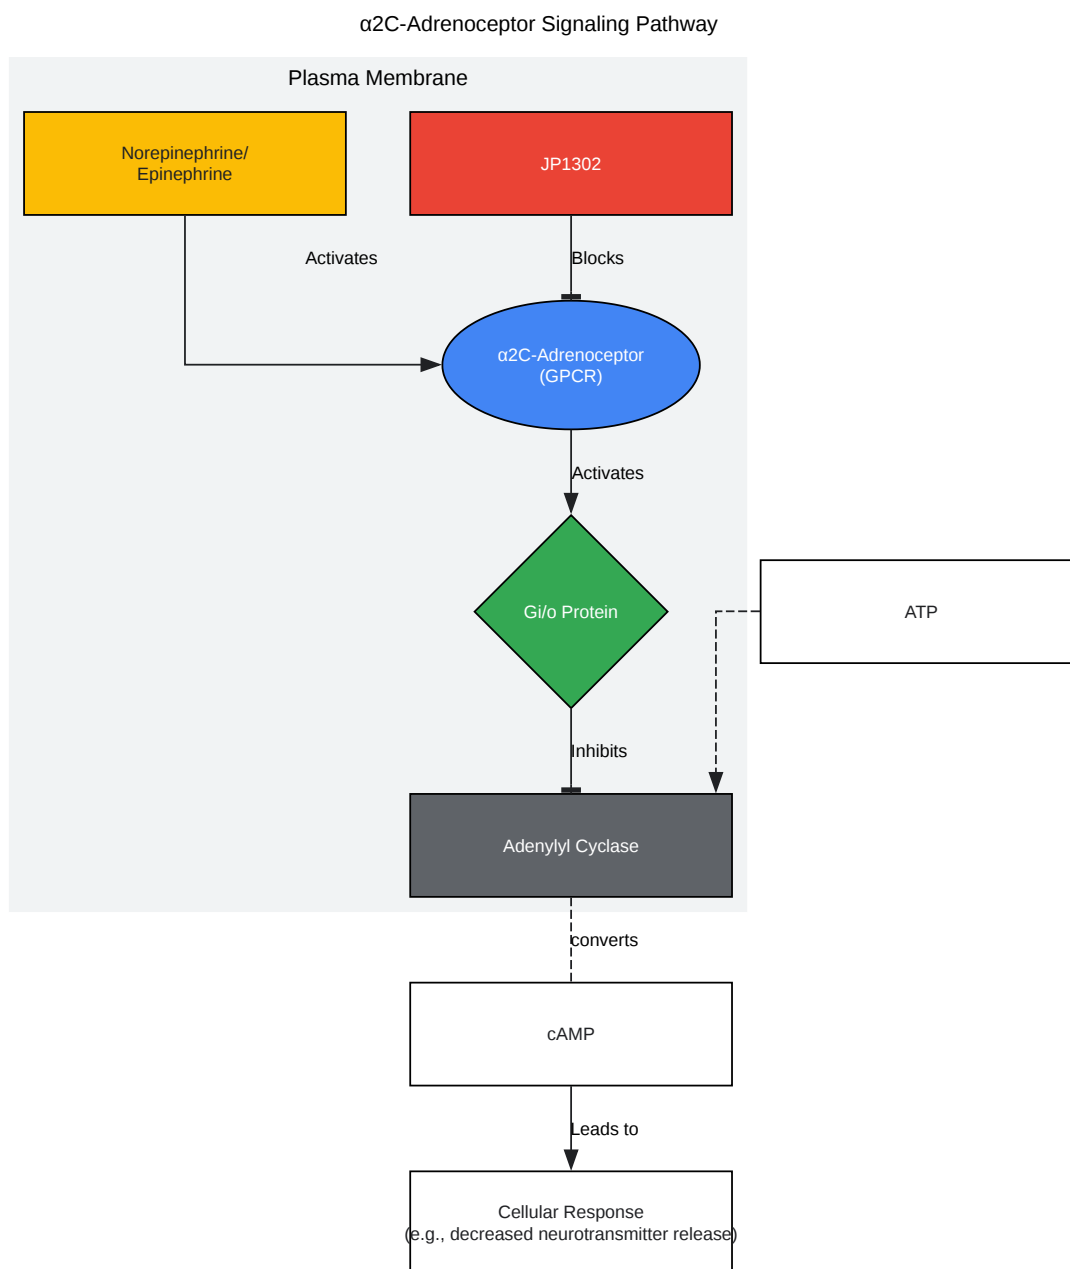 α2C-Adrenoceptor Signaling Pathway
Plasma Membrane
Norepinephrine/
Epinephrine
JP1302
Activates
Blocks
α2C-Adrenoceptor
(GPCR)
Activates
Gi/o Protein
ATP
Inhibits
Adenylyl Cyclase
converts
cAMP
Leads to
Cellular Response
(e.g., decreased neurotransmitter release)